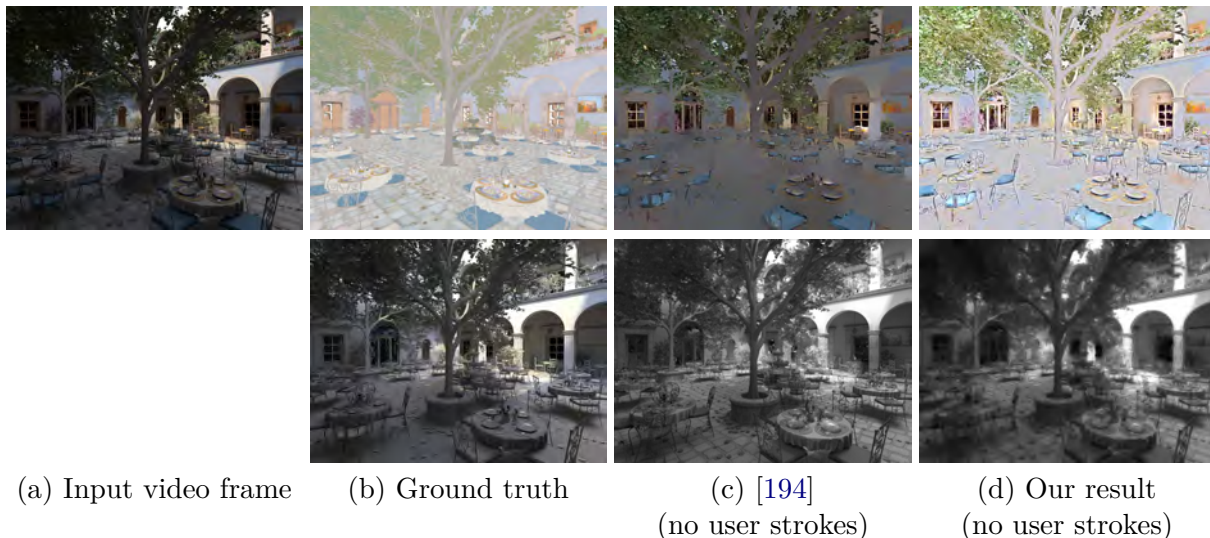 (a) Input video frame
(b) Ground truth
(c) [194]
(no user strokes)
(d) Our result
(no user strokes)